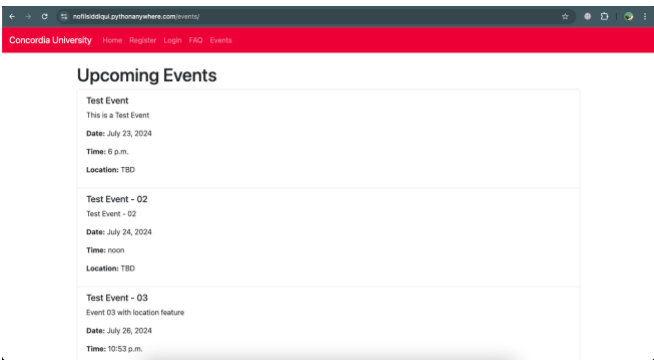 nofilsiddiqui.pythonanywhere.com/events/
Concordia University Home Register Login FAQ Events
Upcoming Events
Test Event
This is a Test Event
Date: July 23, 2024
Time: 6 p.m.
Location: TBD
Test Event - 02
Test Event - 02
Date: July 24, 2024
Time: noon
Location: TBD
Test Event - 03
Event 03 with location feature
Date: July 26, 2024
Time: 10:53 p.m.